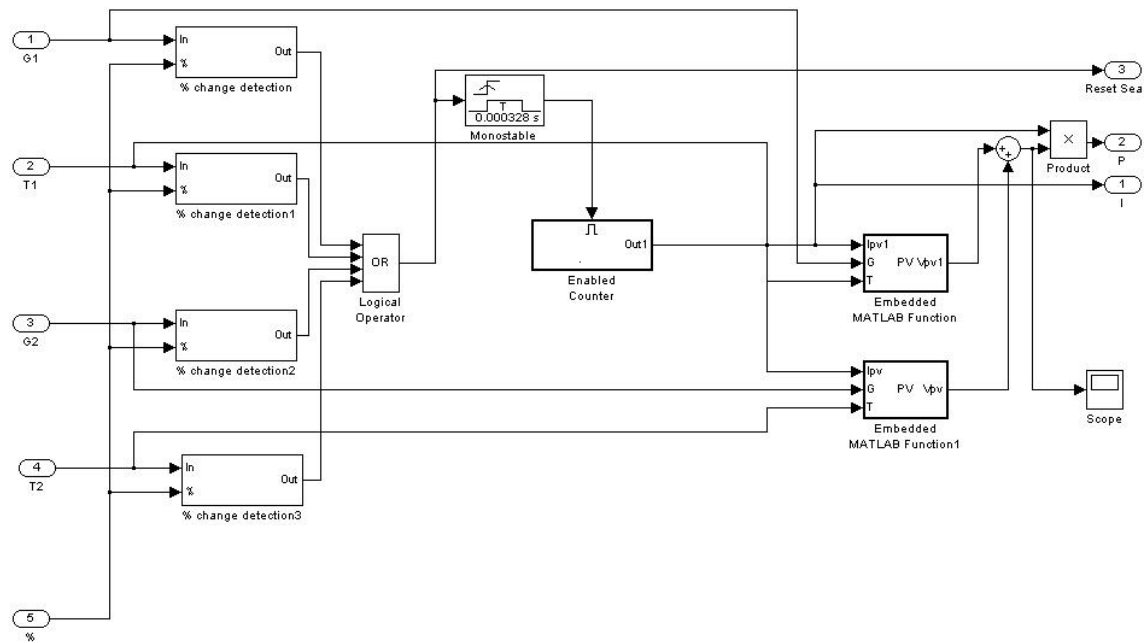 1
G1
In
%
Out
% change detection
T
0.000328 s
Monostable
3
Reset Sea
×
Product
2
P
1
I
2
T1
In
%
Out
% change detection1
OR
Logical
Operator
Out1
Enabled
Counter
Ipv1
G
T
PV Vpv1
Embedded
MATLAB Function
3
G2
In
%
Out
% change detection2
Ipv
G
T
PV Vpv
Embedded
MATLAB Function1
Scope
4
T2
In
%
Out
% change detection3
5
%